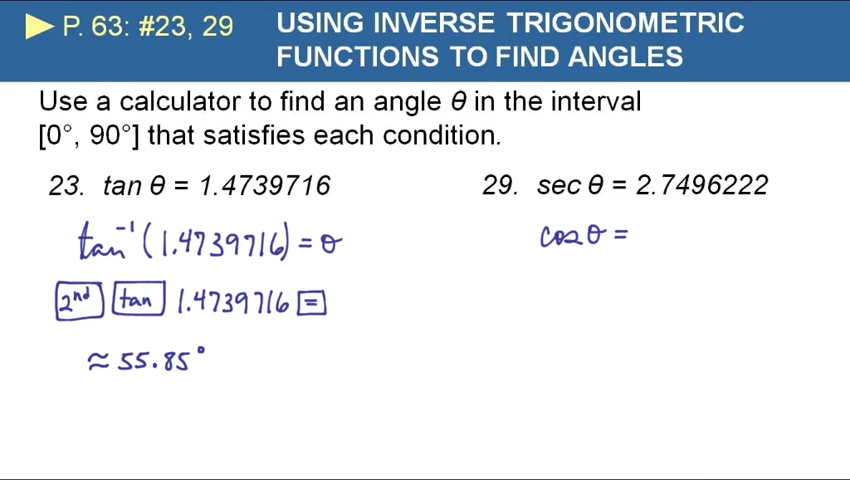 P. 63: #23, 29
USING INVERSE TRIGONOMETRIC
FUNCTIONS TO FIND ANGLES
Use a calculator to find an angle θ in the interval
[0°, 90°] that satisfies each condition.
23. tan θ = 1.4739716
tan⁻¹(1.4739716) = θ
2nd tan 1.4739716 =
≈ 55.85°
29. sec θ = 2.7496222
cos θ =